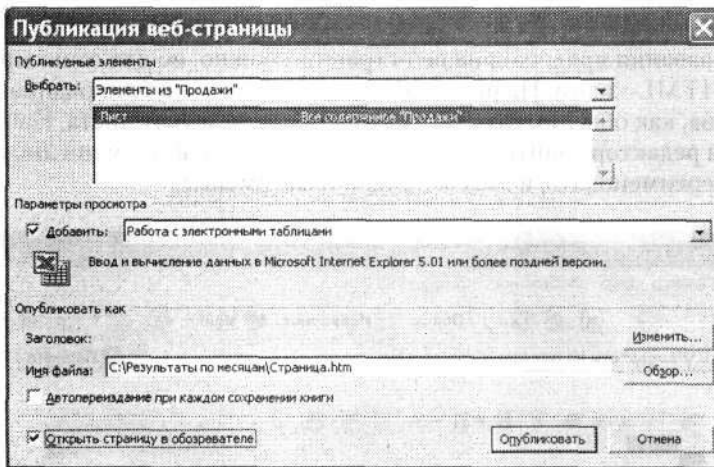 Публикация веб-страницы
Публикуемые элементы
Выбрать: Элементы из "Продажи"
Лист Все содержимое "Продажи"
Параметры просмотра
Добавить: Работа с электронными таблицами
Ввод и вычисление данных в Microsoft Internet Explorer 5.01 или более поздней версии.
Опубликовать как
Заголовок: Изменить...
Имя файла: C:\Результаты по месяцам\Страница.htm Обзор...
Автопереиздание при каждом сохранении книги
Открыть страницу в обозревателе Опубликовать Отмена